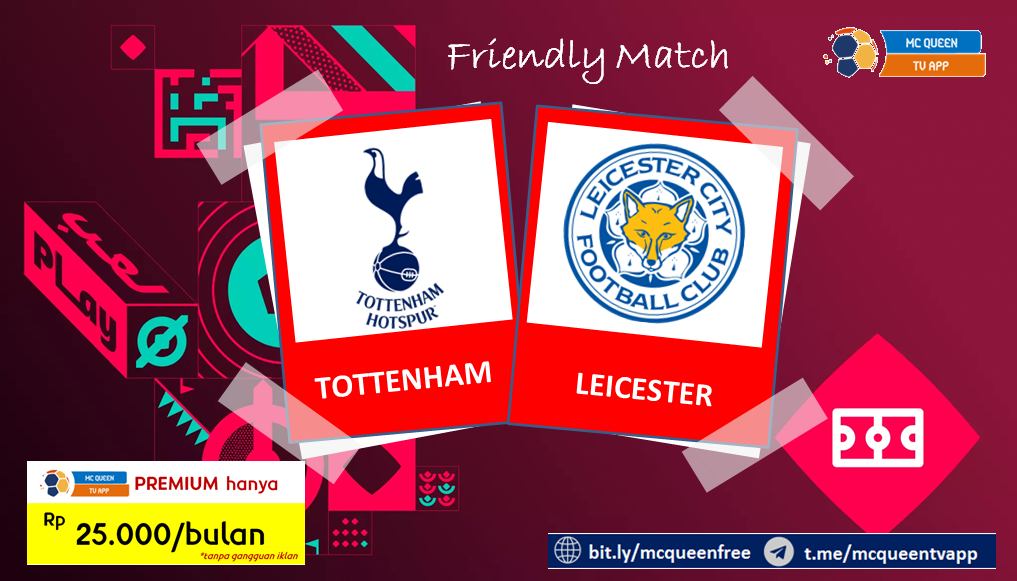 Friendly Match
MC QUEEN
TV APP
TOTTENHAM
HOTSPUR
LEICESTER CITY
FOOTBALL CLUB
PLay
TOTTENHAM
LEICESTER
MC QUEEN
TV APP
PREMIUM hanya
Rp 25.000/bulan
*tanpa gangguan iklan
bit.ly/mcqueenfree
t.me/mcqueentvapp